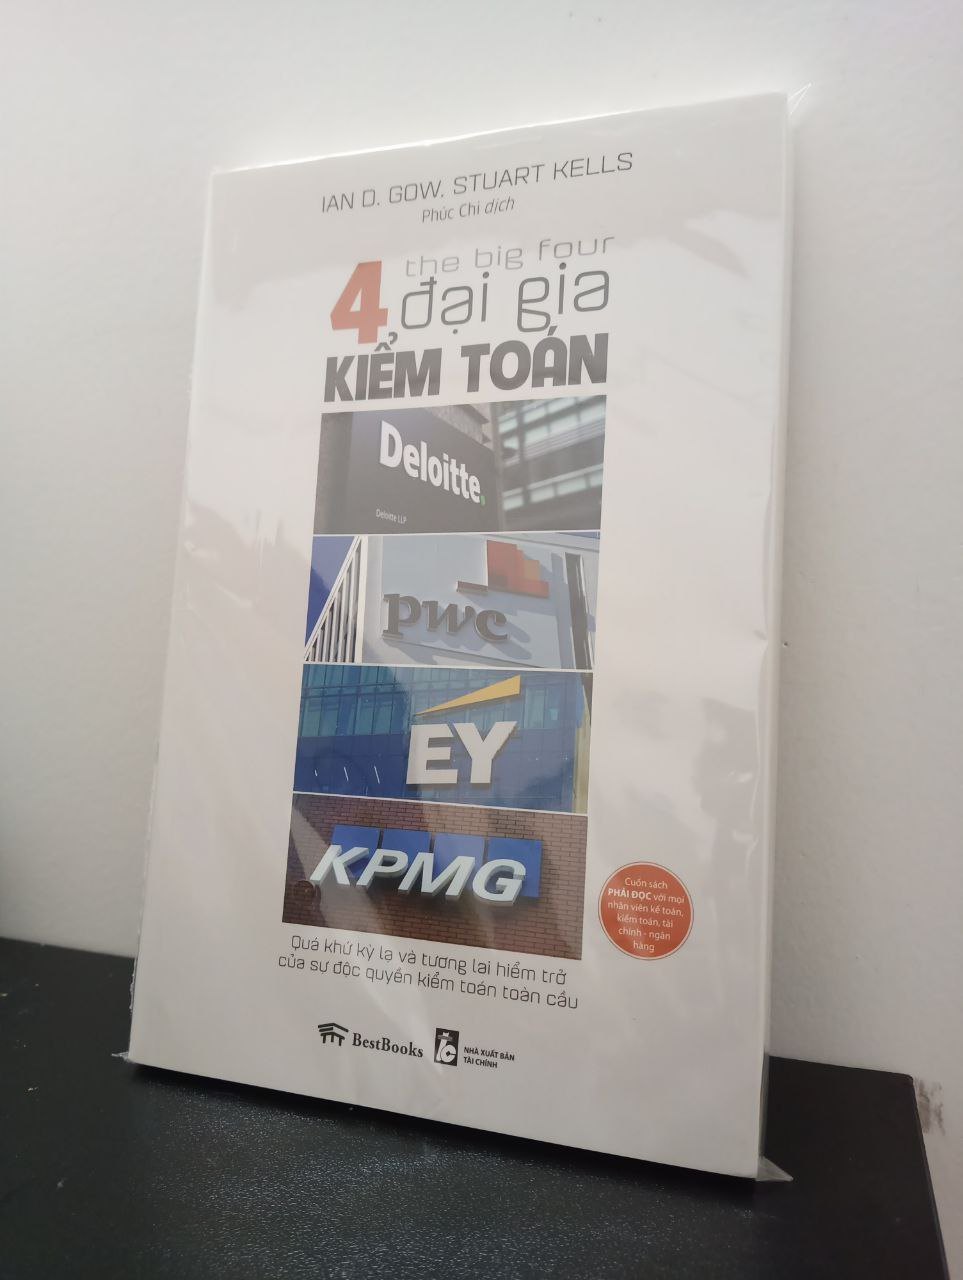 IAN D. GOW, STUART KELLS
Phúc Chi dịch
the big four
4 đại gia
KIỂM TOÁN
Deloitte.
Deloitte LLP
pwc
EY
KPMG
Cuốn sách
PHẢI ĐỌC với mọi
nhân viên kế toán,
kiểm toán, tài
chính - ngân
hàng
Quá khứ kỳ lạ và tương lai hiểm trở
của sự độc quyền kiểm toán toàn cầu
BestBooks
NHÀ XUẤT BẢN
TÀI CHÍNH